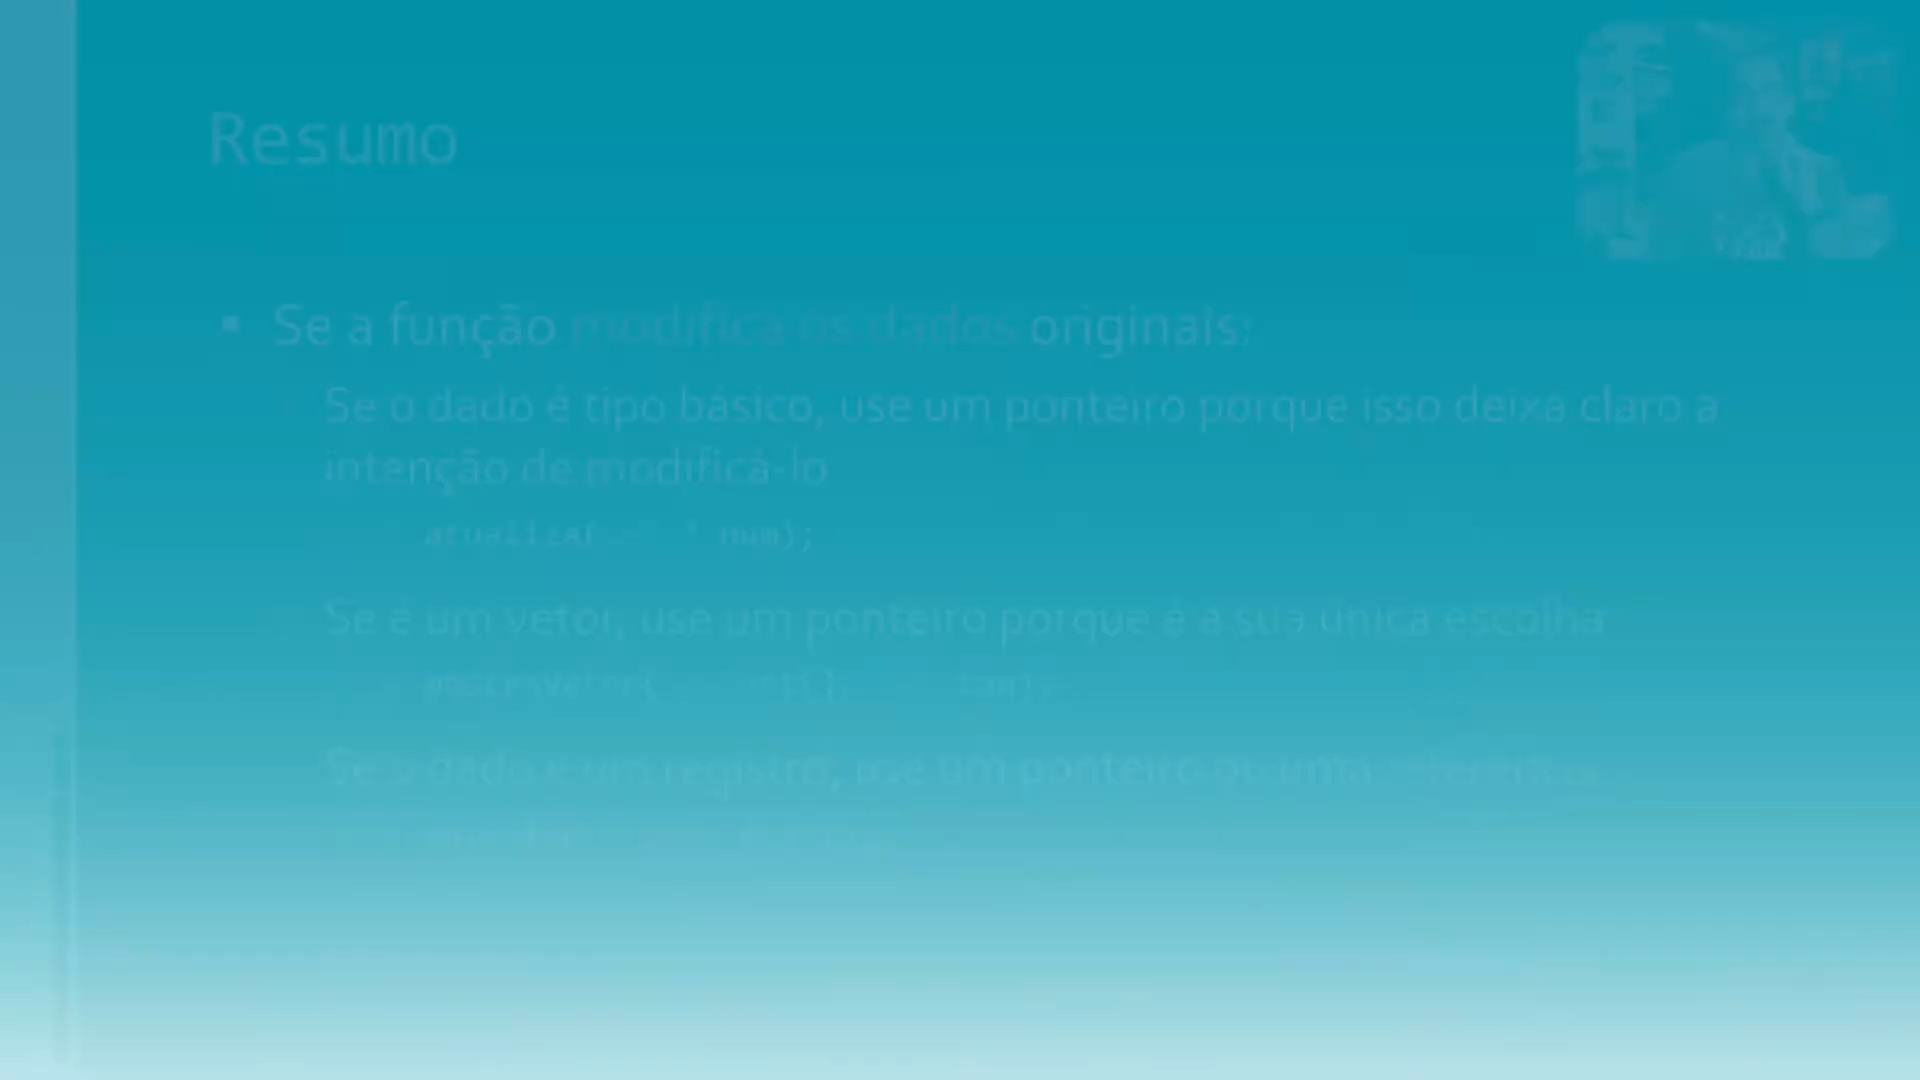 Resumo
▪ Se a função modifica os dados originais:
Se o dado é tipo básico, use um ponteiro porque isso deixa claro a
intenção de modificá-lo
atualiza( * num);
Se é um vetor, use um ponteiro porque é a sua única escolha
tam);
Se o dado é um registro, use um ponteiro ou uma referência